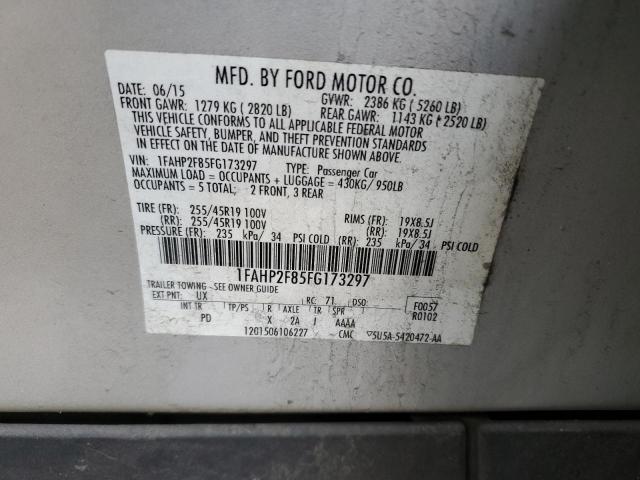 MFD. BY FORD MOTOR CO.
DATE: 06/15 GVWR: 2386 KG ( 5260 LB)
FRONT GAWR: 1279 KG ( 2820 LB) REAR GAWR: 1143 KG ( 2520 LB)
THIS VEHICLE CONFORMS TO ALL APPLICABLE FEDERAL MOTOR
VEHICLE SAFETY, BUMPER, AND THEFT PREVENTION STANDARDS
IN EFFECT ON THE DATE OF MANUFACTURE SHOWN ABOVE.
VIN: 1FAHP2F85FG173297 TYPE: Passenger Car
MAXIMUM LOAD = OCCUPANTS + LUGGAGE = 430KG/ 950LB
OCCUPANTS = 5 TOTAL; 2 FRONT, 3 REAR
TIRE (FR): 255/45R19 100V RIMS (FR): 19X8.5J
(RR): 255/45R19 100V (RR): 19X8.5J
PRESSURE (FR): 235 kPa/ 34 PSI COLD (RR): 235 kPa/ 34 PSI COLD
1FAHP2F85FG173297
TRAILER TOWING - SEE OWNER GUIDE
EXT PNT: UX RC: 71 DSO: F0057
INT TR TP/PS R AXLE TR SPR R0102
PD X 2A I AAAA
1201506106227 CMC 5U5A-5420472-AA